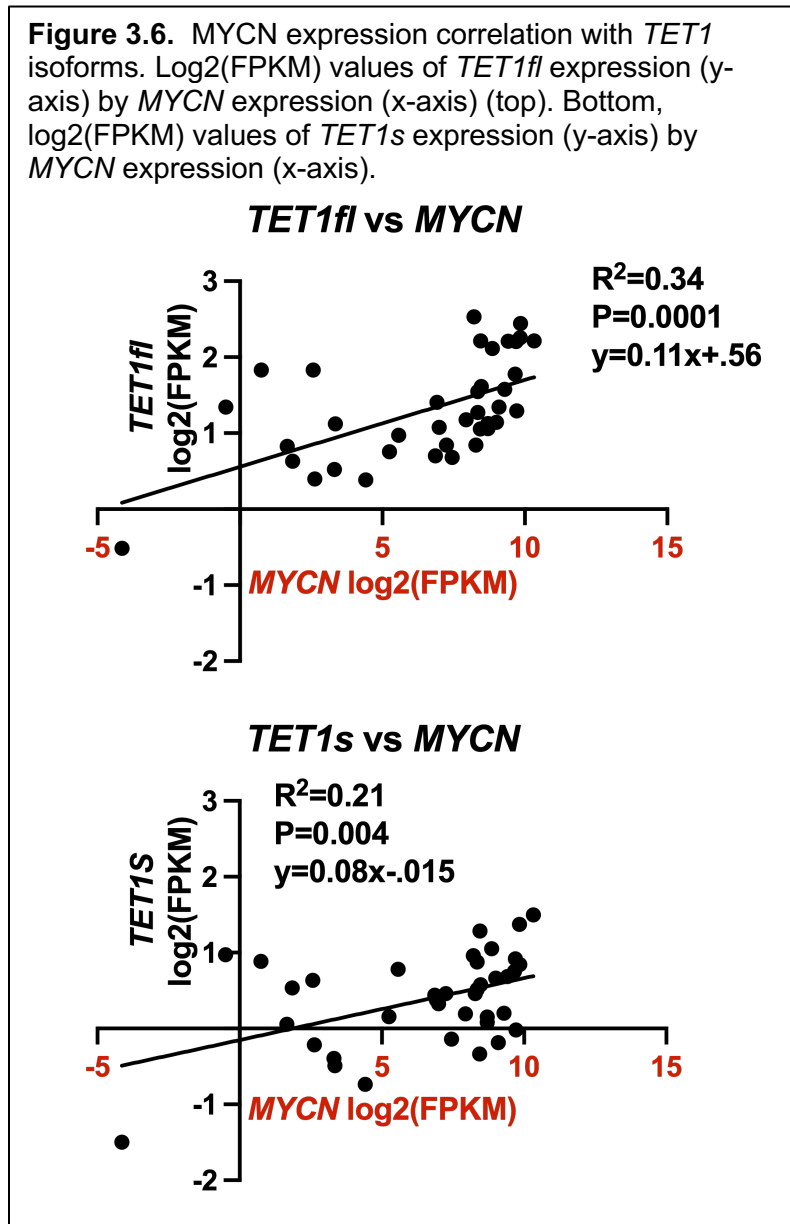 Figure 3.6. MYCN expression correlation with TET1
isoforms. Log2(FPKM) values of TET1fl expression (y-
axis) by MYCN expression (x-axis) (top). Bottom,
log2(FPKM) values of TET1s expression (y-axis) by
MYCN expression (x-axis).
TET1fl vs MYCN
R²=0.34
P=0.0001
y=0.11x+.56
TET1fl
log2(FPKM)
3
2
1
-5
5
10
15
MYCN log2(FPKM)
-1
-2
TET1s vs MYCN
R²=0.21
P=0.004
y=0.08x-.015
TET1S
log2(FPKM)
3
2
1
-5
5
10
15
MYCN log2(FPKM)
-1
-2